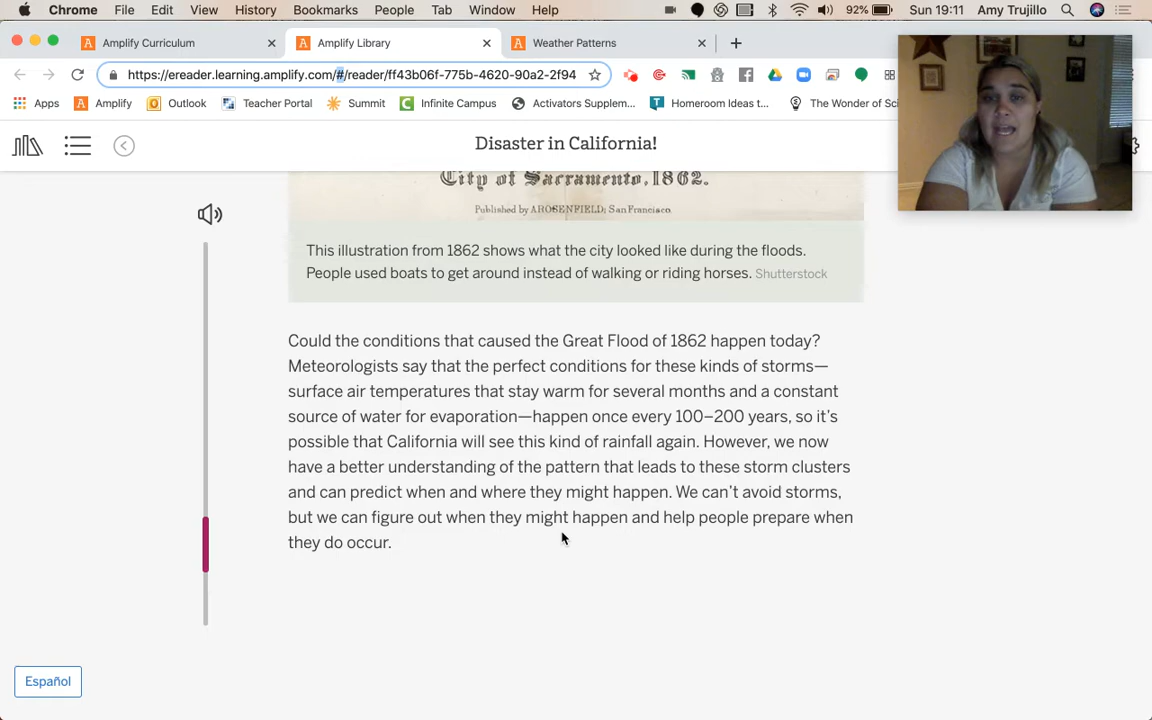 Chrome File Edit View History Bookmarks People Tab Window Help 92% Sun 19:11 Amy Trujillo
Amplify Curriculum Amplify Library Weather Patterns
https://ereader.learning.amplify.com/#/reader/ff43b06f-775b-4620-90a2-2f94
Apps Amplify Outlook Teacher Portal Summit Infinite Campus Activators Supplem... Homeroom Ideas t... The Wonder of Sci
Disaster in California!
City of Sacramento, 1862.
Published by A.ROSENFIELD; San Francisco.
This illustration from 1862 shows what the city looked like during the floods.
People used boats to get around instead of walking or riding horses. Shutterstock
Could the conditions that caused the Great Flood of 1862 happen today?
Meteorologists say that the perfect conditions for these kinds of storms—
surface air temperatures that stay warm for several months and a constant
source of water for evaporation—happen once every 100–200 years, so it's
possible that California will see this kind of rainfall again. However, we now
have a better understanding of the pattern that leads to these storm clusters
and can predict when and where they might happen. We can't avoid storms,
but we can figure out when they might happen and help people prepare when
they do occur.
Español